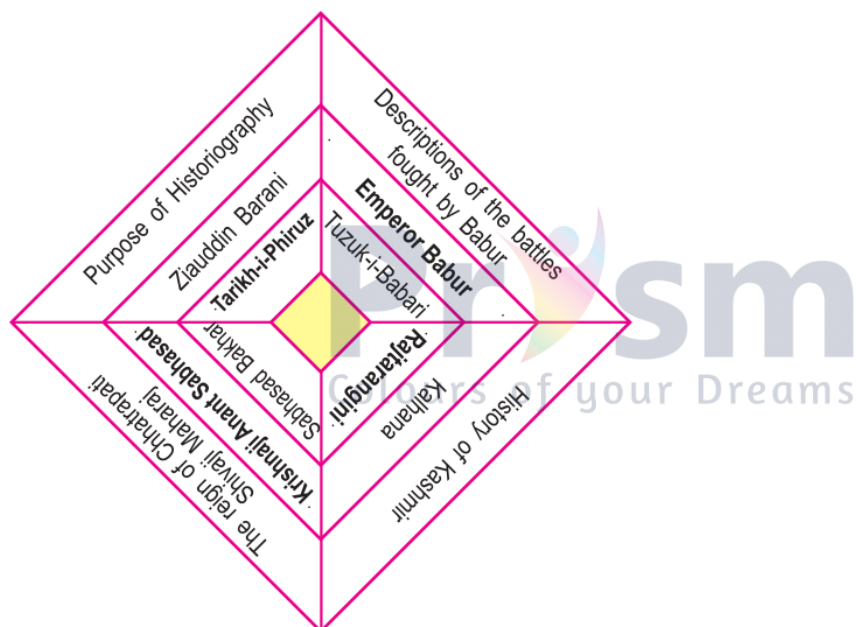 Purpose of Historiography
Ziauddin Barani
Tarikh-i-Phiruz
Descriptions of the battles
fought by Babur
Emperor Babur
Tuzuk-i-Babari
Sabhasad Bakhar
Krishnaji Anant Sabhasad
The reign of Chhatrapati
Shivaji Maharaj
Rajtarangini
Kalhana
History of Kashmir
Prism
Colours of your Dreams